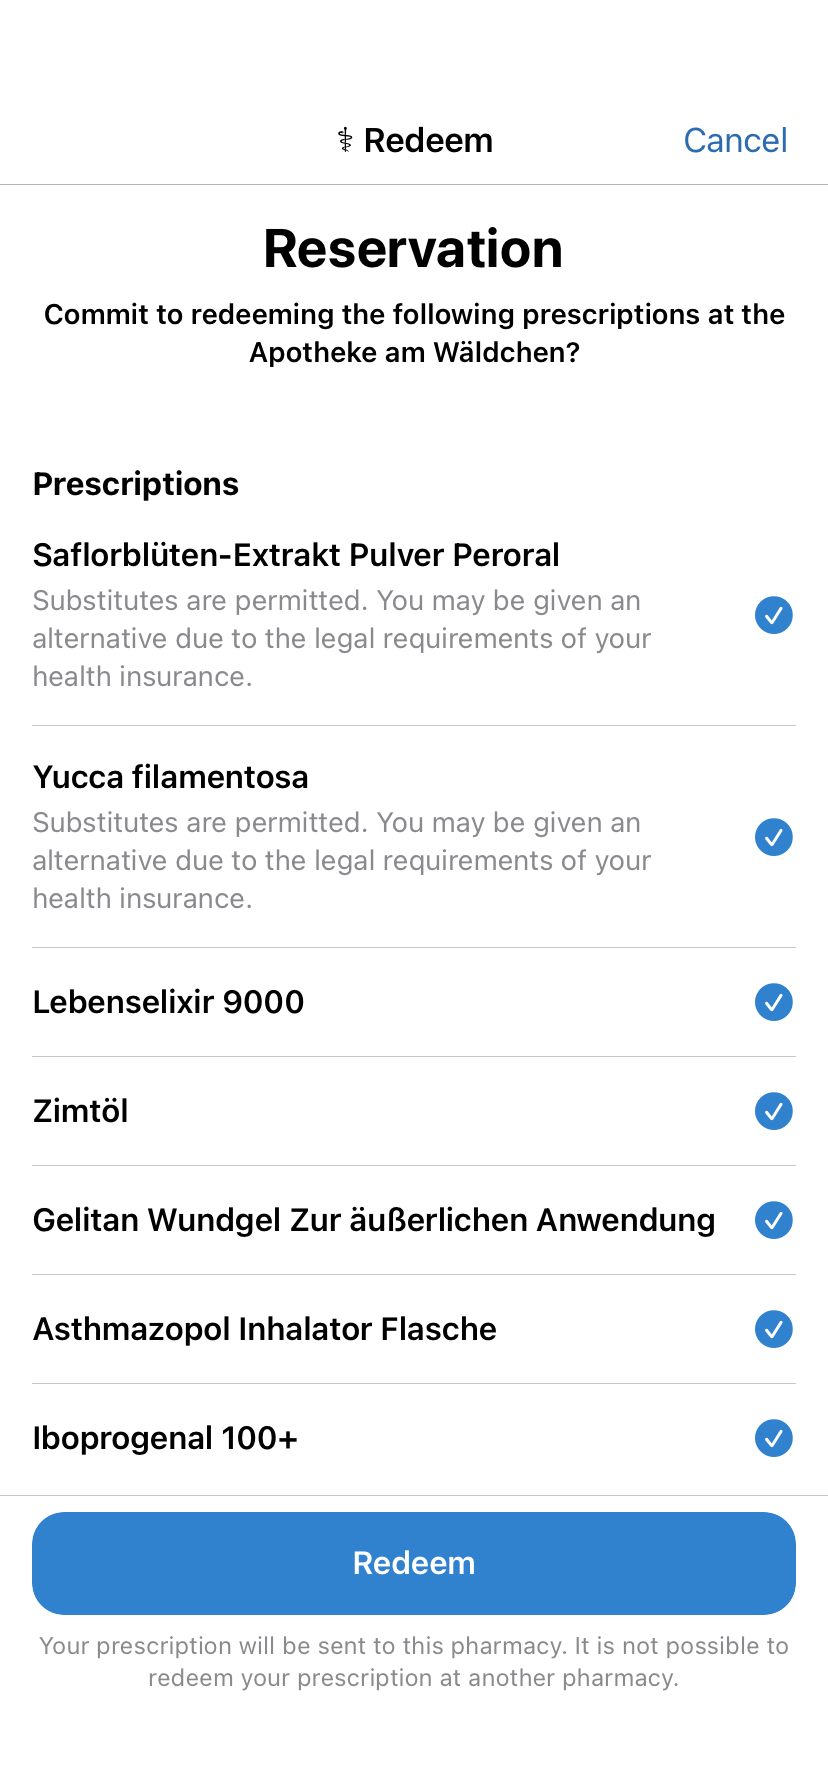 ⚕ Redeem
Cancel
Reservation
Commit to redeeming the following prescriptions at the
Apotheke am Wäldchen?
Prescriptions
Saflorblüten-Extrakt Pulver Peroral
Substitutes are permitted. You may be given an
alternative due to the legal requirements of your
health insurance.
Yucca filamentosa
Substitutes are permitted. You may be given an
alternative due to the legal requirements of your
health insurance.
Lebenselixir 9000
Zimtöl
Gelitan Wundgel Zur äußerlichen Anwendung
Asthmazopol Inhalator Flasche
Iboprogenal 100+
Redeem
Your prescription will be sent to this pharmacy. It is not possible to
redeem your prescription at another pharmacy.